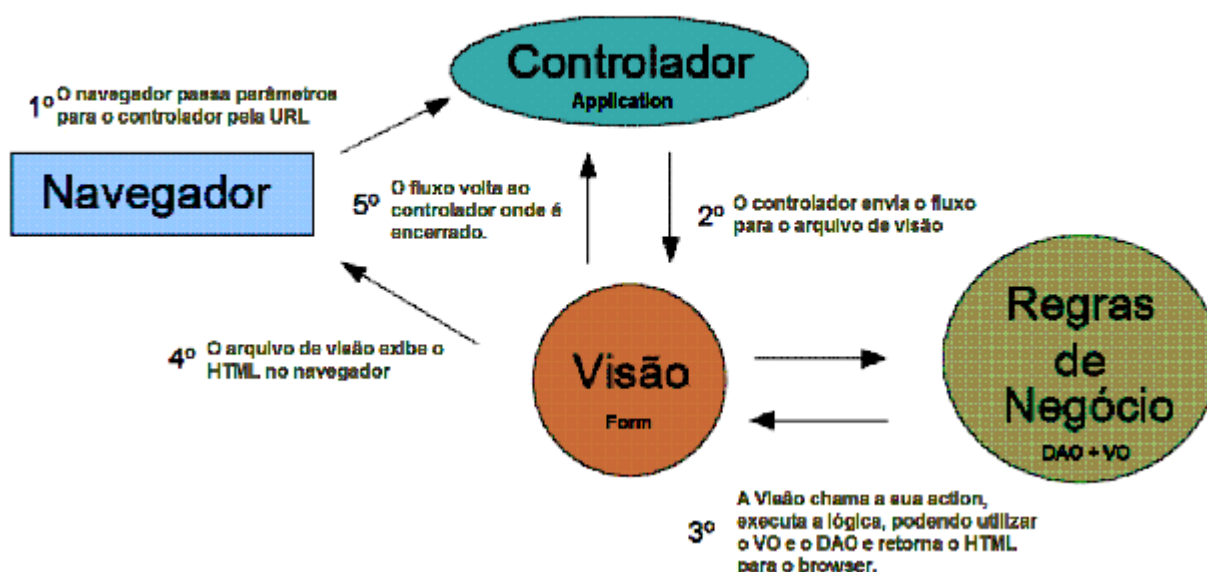 Controlador
Application
1º O navegador passa parâmetros
para o controlador pela URL
Navegador
5º O fluxo volta ao
controlador onde é
encerrado.
2º O controlador envia o fluxo
para o arquivo de visão
4º O arquivo de visão exibe o
HTML no navegador
Visão
Form
Regras
de
Negócio
DAO + VO
3º A Visão chama a sua action,
executa a lógica, podendo utilizar
o VO e o DAO e retorna o HTML
para o browser.